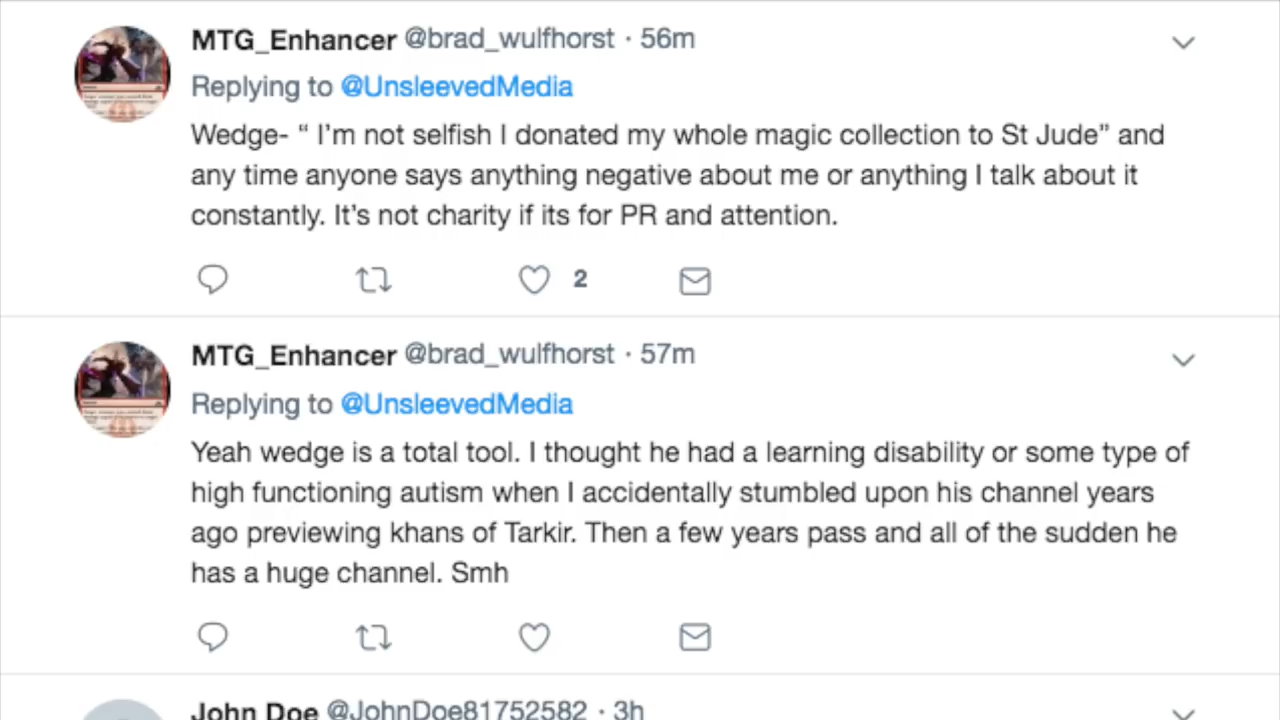 MTG_Enhancer @brad_wulfhorst · 56m
Replying to @UnsleevedMedia
Wedge- “ I’m not selfish I donated my whole magic collection to St Jude” and
any time anyone says anything negative about me or anything I talk about it
constantly. It’s not charity if its for PR and attention.
2
MTG_Enhancer @brad_wulfhorst · 57m
Replying to @UnsleevedMedia
Yeah wedge is a total tool. I thought he had a learning disability or some type of
high functioning autism when I accidentally stumbled upon his channel years
ago previewing khans of Tarkir. Then a few years pass and all of the sudden he
has a huge channel. Smh
John Doe @JohnDoe81752582 · 3h